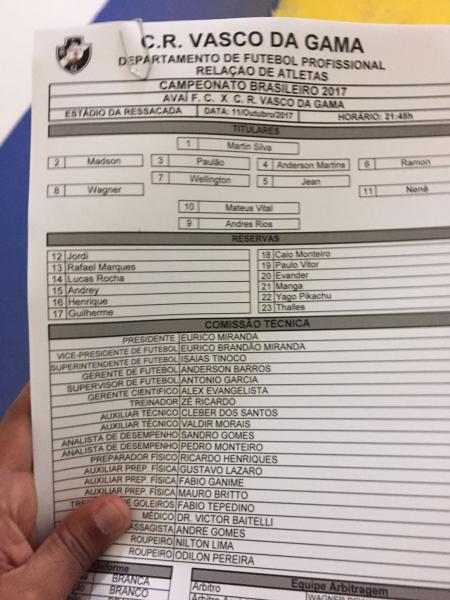 C.R. VASCO DA GAMA
DEPARTAMENTO DE FUTEBOL PROFISSIONAL
RELAÇÃO DE ATLETAS
CAMPEONATO BRASILEIRO 2017
AVAÍ F. C. X C. R. VASCO DA GAMA
ESTÁDIO DA RESSACADA DATA: 11/Outubro/2017 HORÁRIO: 21:45h
TITULARES
1 Martin Silva
2 Madson 3 Paulão 4 Anderson Martins 6 Ramon
7 Wellington 5 Jean
8 Wagner 11 Nenê
10 Mateus Vital
9 Andres Rios
RESERVAS
12 Jordi 18 Caio Monteiro
13 Rafael Marques 19 Paulo Vitor
14 Lucas Rocha 20 Evander
15 Andrey 21 Manga
16 Henrique 22 Yago Pikachu
17 Guilherme 23 Thalles
COMISSÃO TÉCNICA
PRESIDENTE EURICO MIRANDA
VICE-PRESIDENTE DE FUTEBOL EURICO BRANDÃO MIRANDA
SUPERINTENDENTE DE FUTEBOL ISAIAS TINOCO
GERENTE DE FUTEBOL ANDERSON BARROS
SUPERVISOR DE FUTEBOL ANTONIO GARCIA
GERENTE CIENTÍFICO ALEX EVANGELISTA
TREINADOR ZÉ RICARDO
AUXILIAR TÉCNICO CLEBER DOS SANTOS
AUXILIAR TÉCNICO VALDIR MORAIS
ANALISTA DE DESEMPENHO SANDRO GOMES
ANALISTA DE DESEMPENHO PEDRO MONTEIRO
PREPARADOR FÍSICO RICARDO HENRIQUES
AUXILIAR PREP. FÍSICA GUSTAVO LAZARO
AUXILIAR PREP. FÍSICA FABIO GANIME
AUXILIAR PREP. FÍSICA MAURO BRITTO
GOLEIROS FABIO TEPEDINO
MÉDICO DR. VICTOR BAITELLI
ANDRE GOMES
ROUPEIRO NILTON LIMA
ROUPEIRO ODILON PEREIRA
Equipe Arbitragem
BRANCA Árbitro
BRANCA